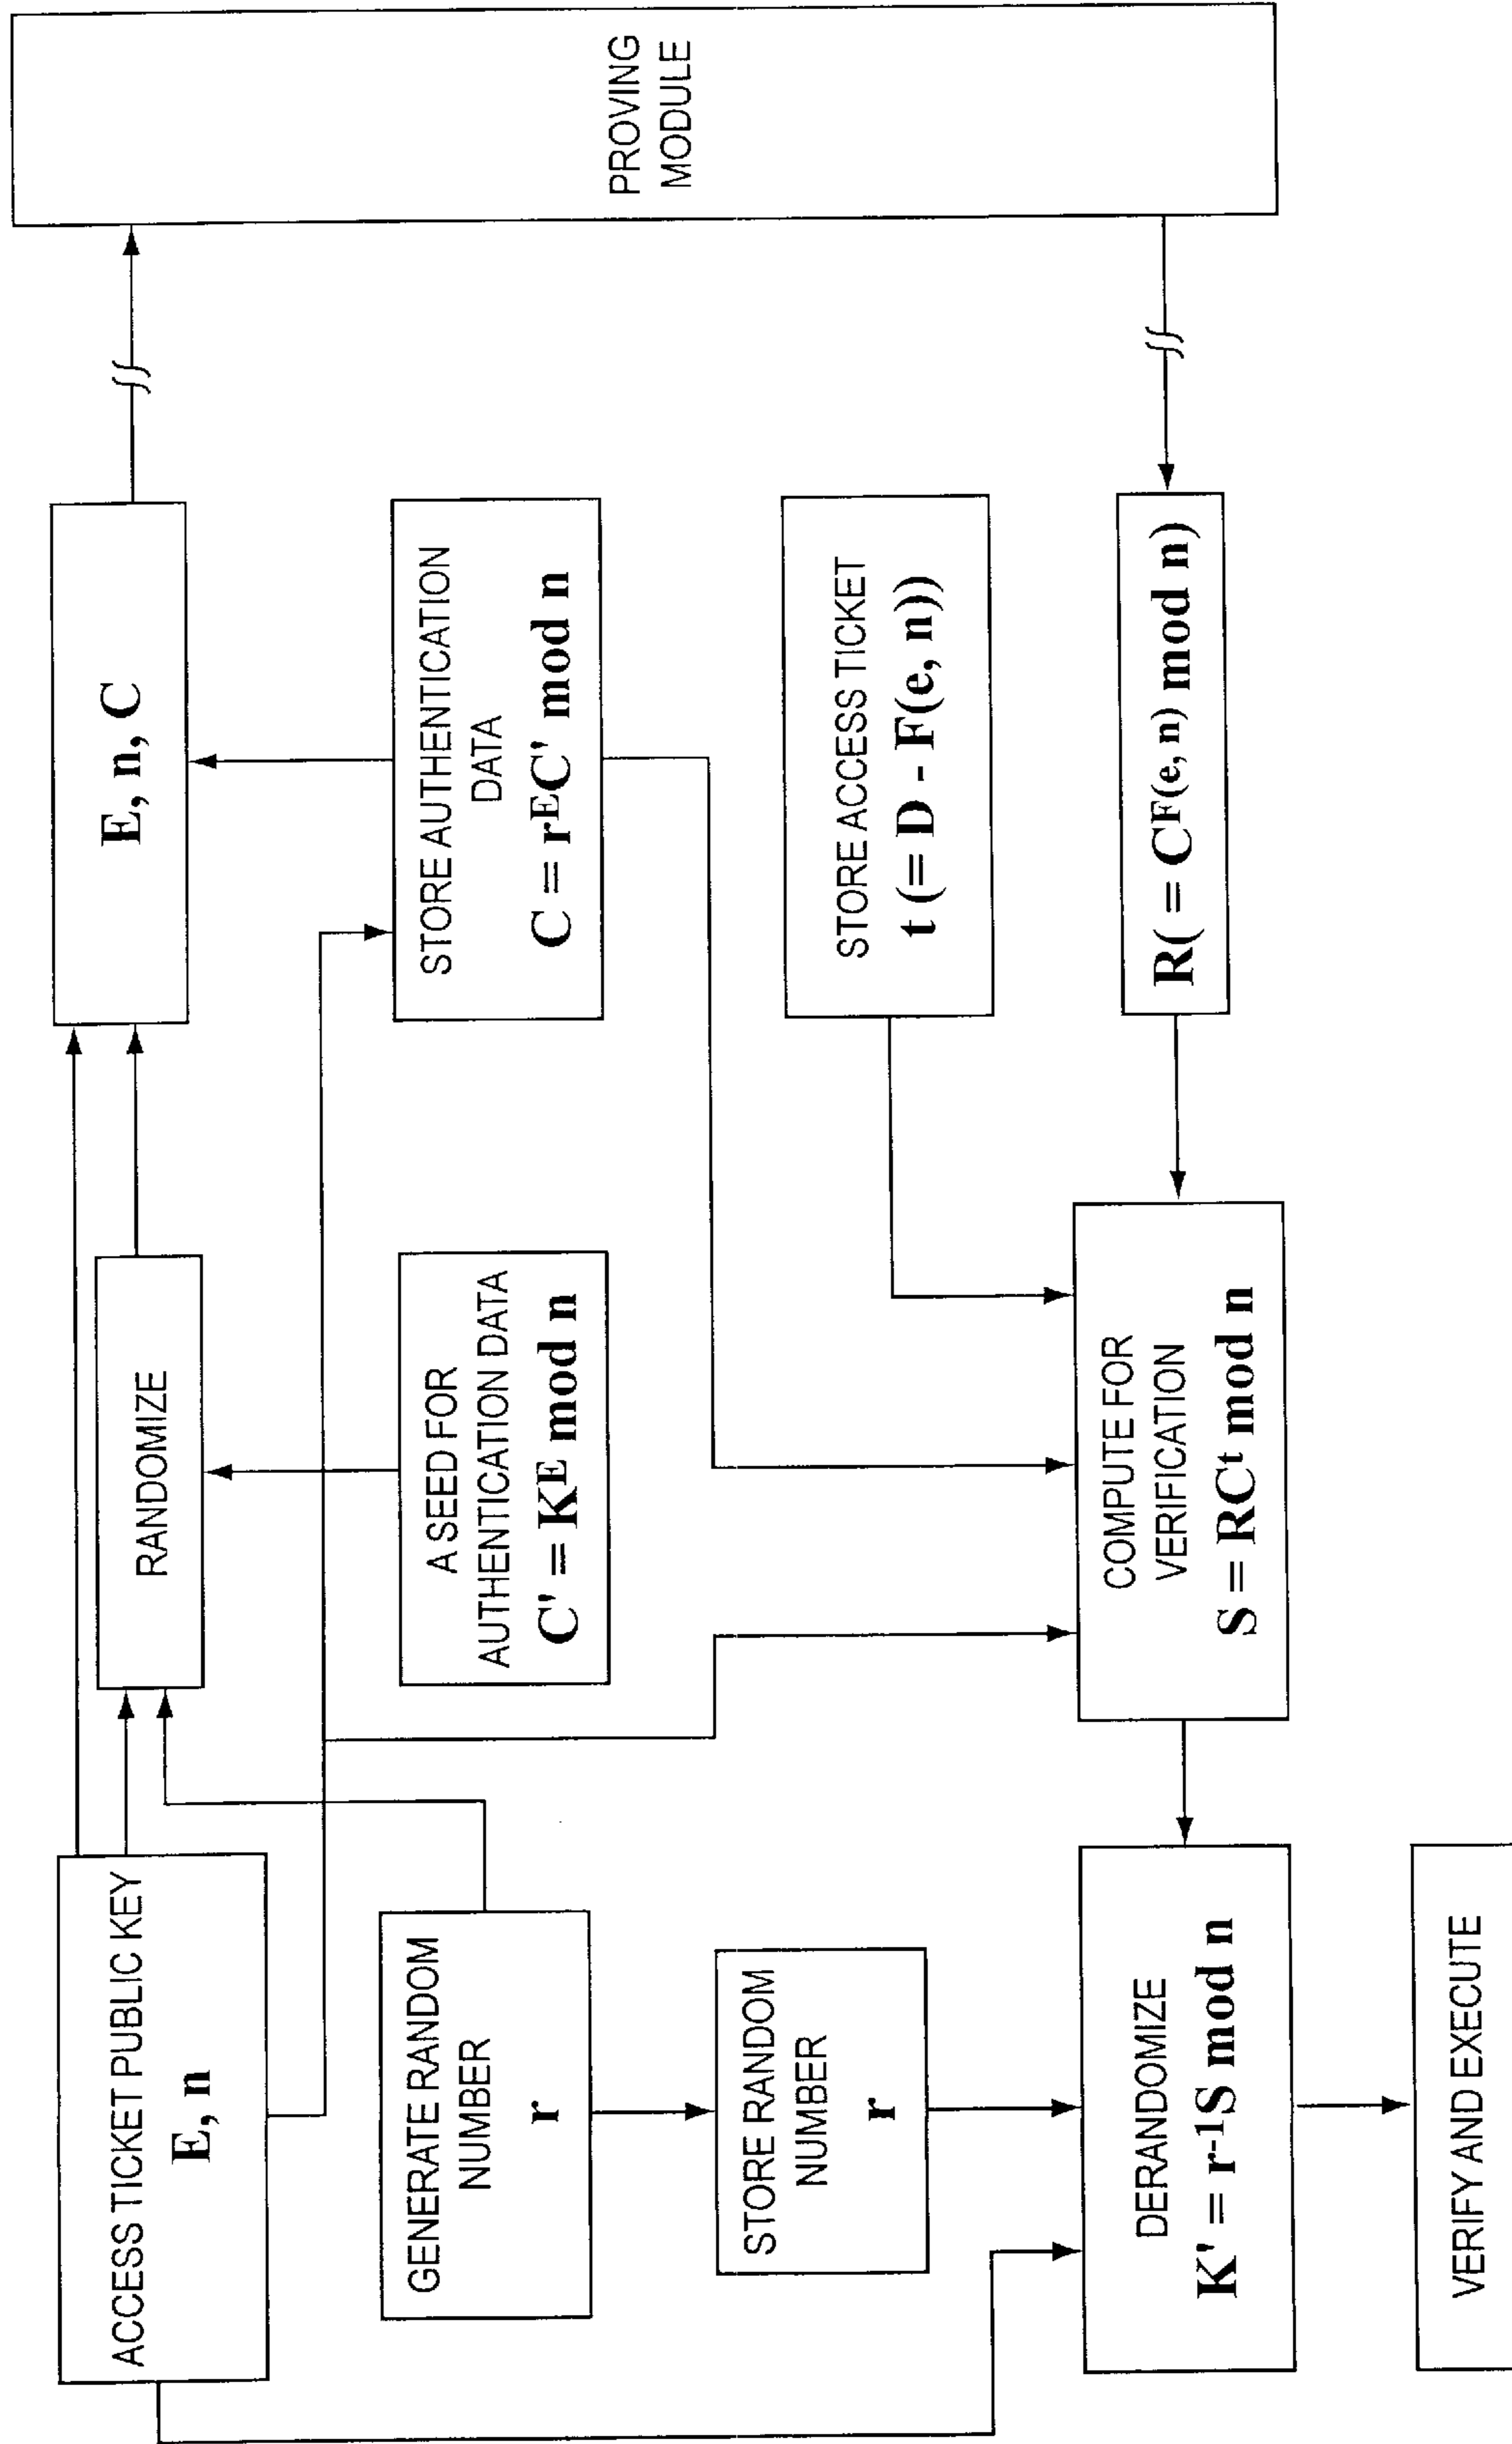 ACCESS TICKET PUBLIC KEY
E, n
RANDOMIZE
E, n, C
PROVING
MODULE
GENERATE RANDOM
NUMBER
r
A SEED FOR
AUTHENTICATION DATA
C' = K^E mod n
STORE AUTHENTICATION
DATA
C = r^E C' mod n
STORE RANDOM
NUMBER
r
STORE ACCESS TICKET
t (= D - F(e, n))
DERANDOMIZE
K' = r^-1 S mod n
COMPUTE FOR
VERIFICATION
S = RC^t mod n
R( = C^F(e, n) mod n)
VERIFY AND EXECUTE